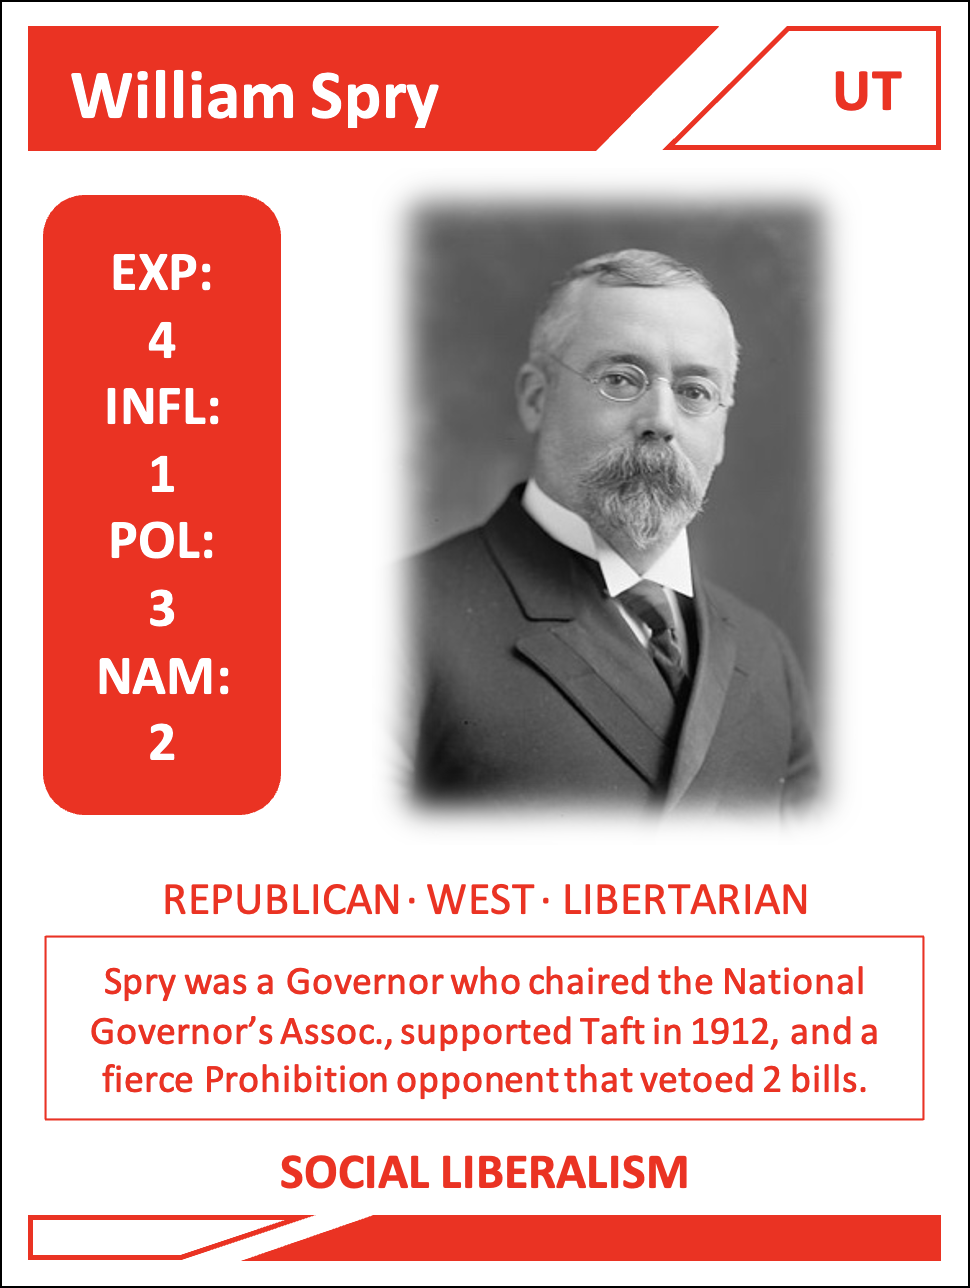 William Spry
UT
EXP:
4
INFL:
1
POL:
3
NAM:
2
REPUBLICAN · WEST · LIBERTARIAN
Spry was a Governor who chaired the National
Governor’s Assoc., supported Taft in 1912, and a
fierce Prohibition opponent that vetoed 2 bills.
SOCIAL LIBERALISM